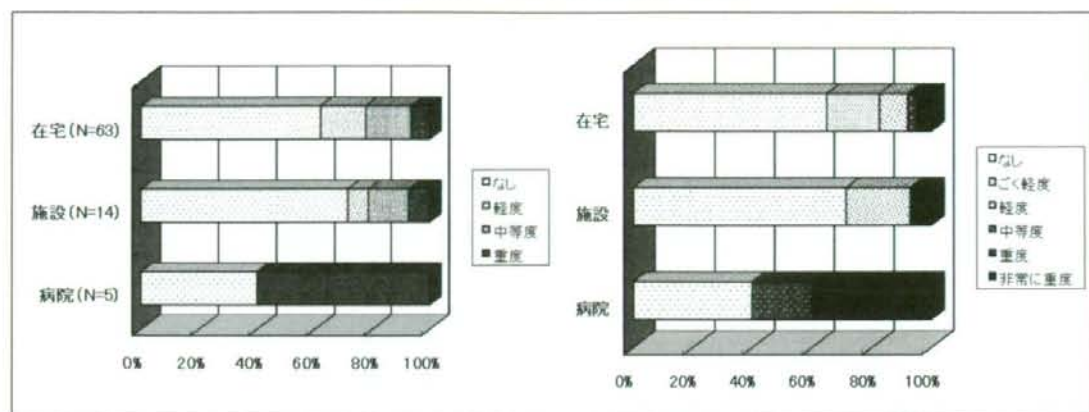 在宅(N=63)
施設(N=14)
病院(N=5)
0% 20% 40% 60% 80% 100%
□なし
□軽度
□中等度
■重度
在宅
施設
病院
0% 20% 40% 60% 80% 100%
□なし
□ごく軽度
□軽度
■中等度
■重度
■非常に重度